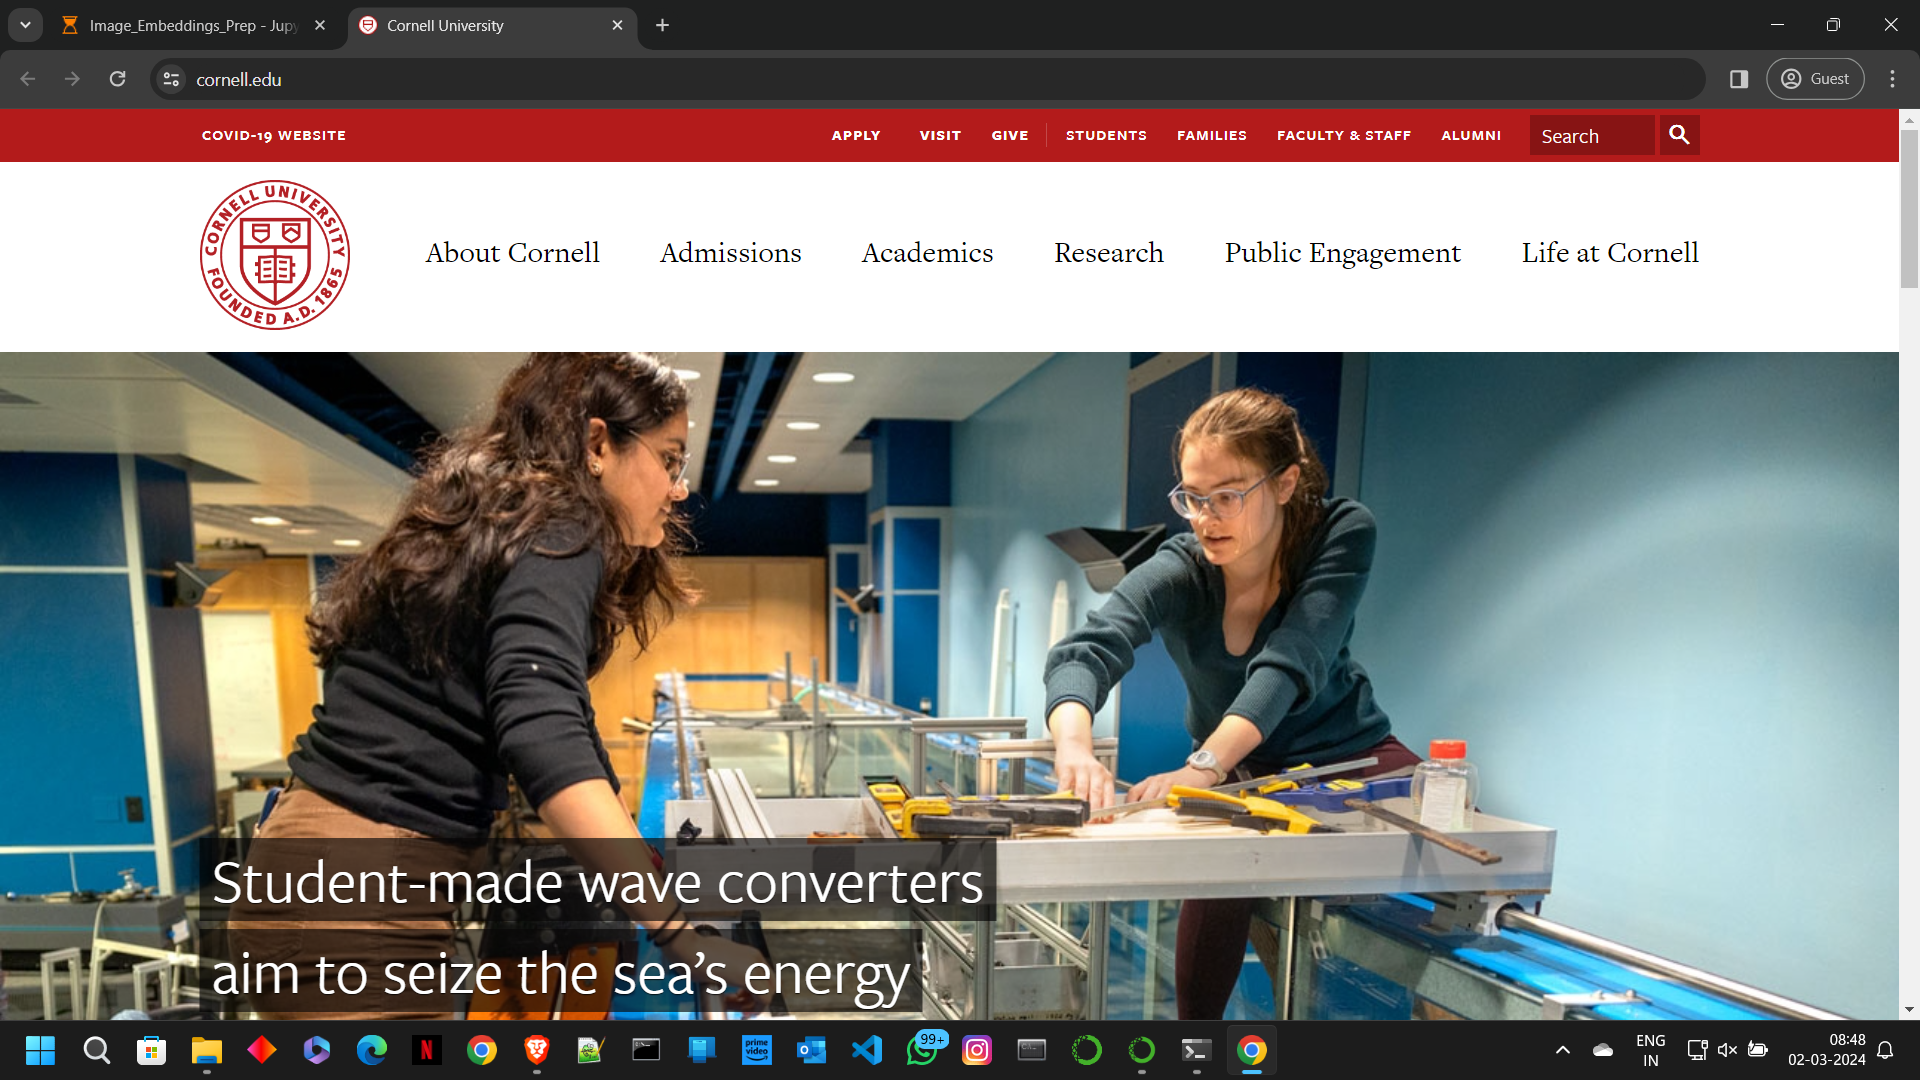 Image_Embeddings_Prep - Jupy
Cornell University
cornell.edu
Guest
COVID-19 WEBSITE
APPLY
VISIT
GIVE
STUDENTS
FAMILIES
FACULTY & STAFF
ALUMNI
Search
CORNELL UNIVERSITY
FOUNDED A.D. 1865
About Cornell
Admissions
Academics
Research
Public Engagement
Life at Cornell
Student-made wave converters
aim to seize the sea's energy
N
prime
video
99+
ENG
IN
08:48
02-03-2024